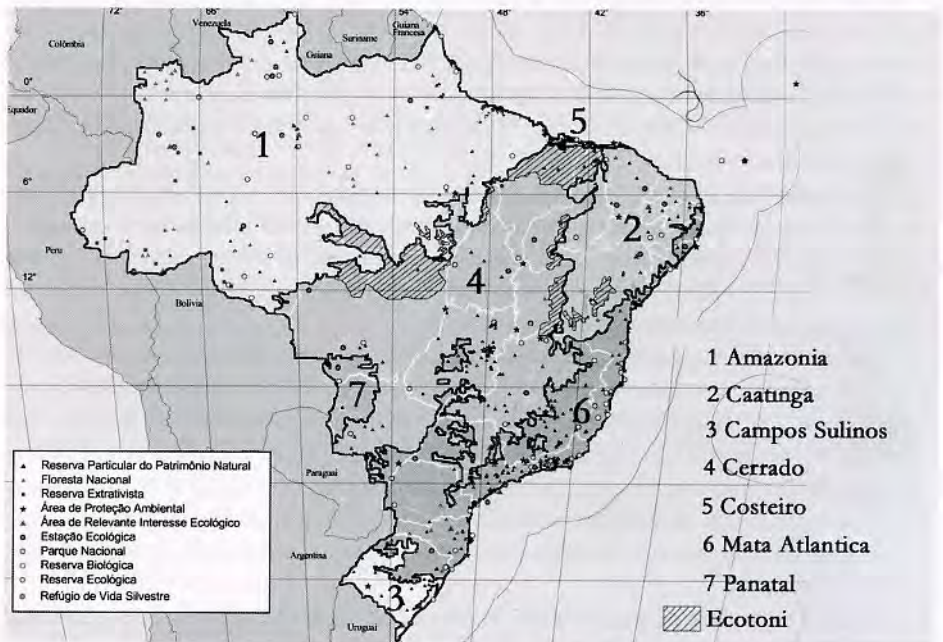 72° 66 54° 48° 42° 36°
Venezuela
Guiana
Francesa
Colômbia
Guiana
Suriname
0°
Equador
5
1
6°
2
Peru
4
12°
Bolívia
1 Amazonia
7
6
2 Caatinga
3 Campos Sulinos
Reserva Particular do Patrimônio Natural
Paraguai
4 Cerrado
Floresta Nacional
Reserva Extrativista
5 Costeiro
Área de Proteção Ambiental
Área de Relevante Interesse Ecológico
Estação Ecológica
6 Mata Atlantica
Parque Nacional
Argentina
Reserva Biológica
7 Panatal
Reserva Ecológica
3
Refúgio de Vida Silvestre
Ecotoni
Uruguai